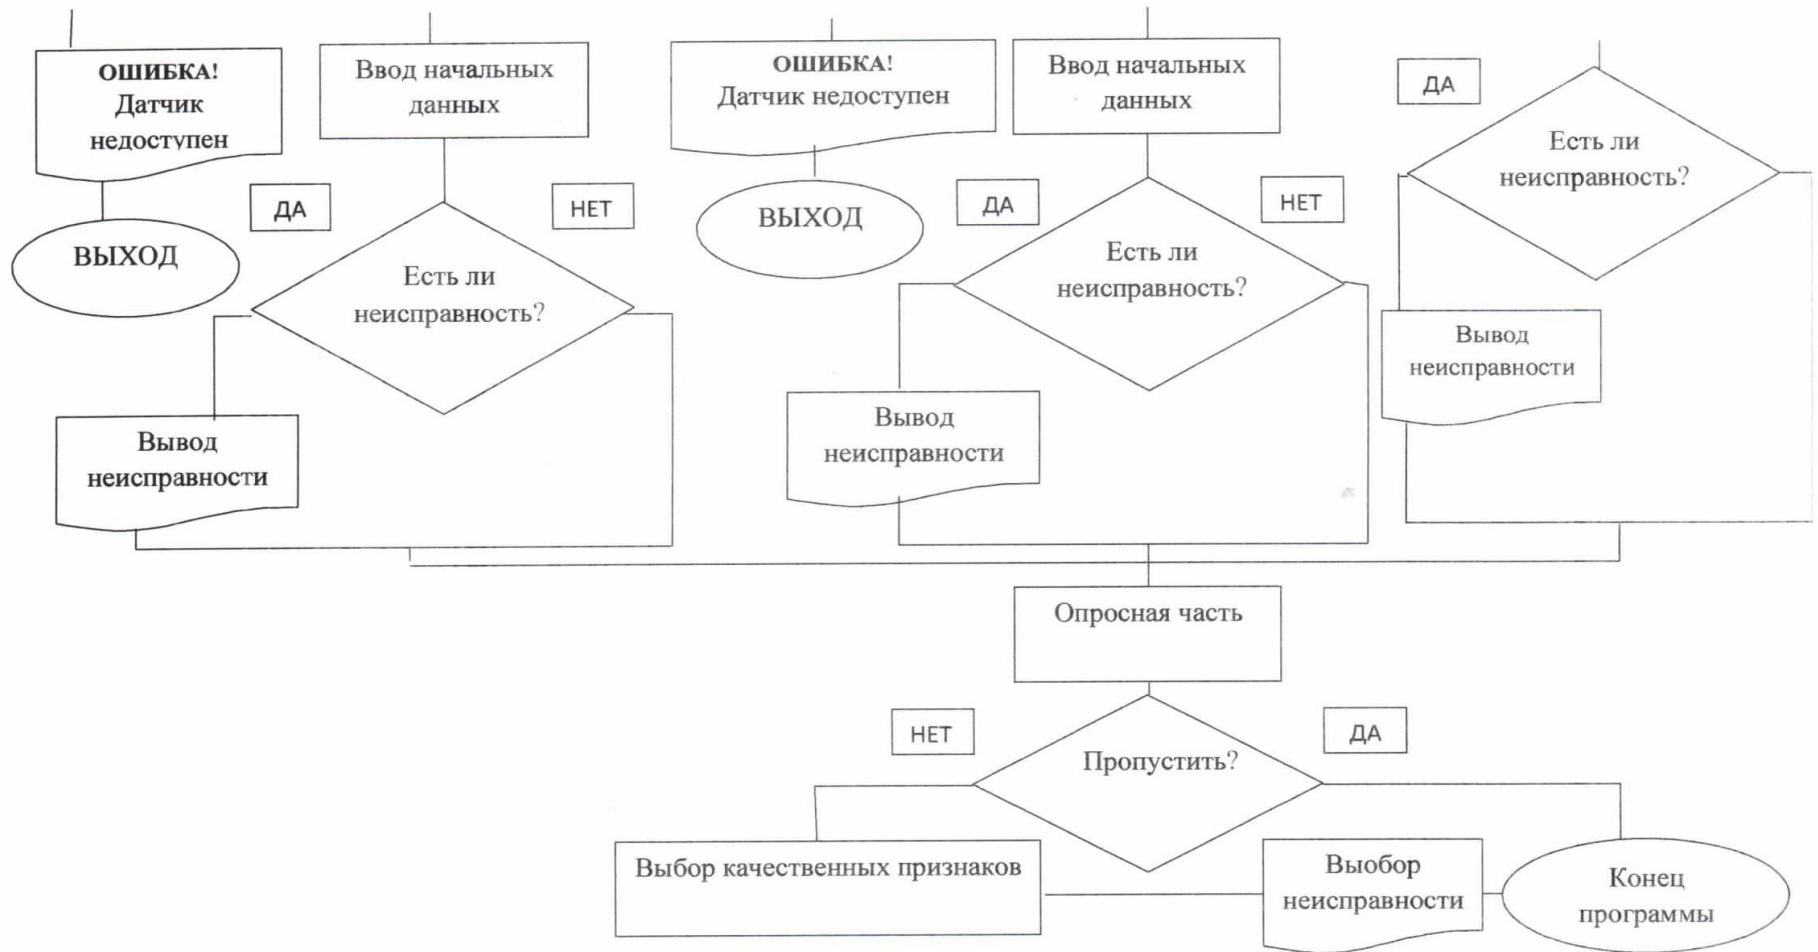 ОШИБКА!
Датчик
недоступен
ВЫХОД
Ввод начальных
данных
ДА
НЕТ
Есть ли
неисправность?
Вывод
неисправности
ОШИБКА!
Датчик недоступен
ВЫХОД
Ввод начальных
данных
ДА
НЕТ
Есть ли
неисправность?
Вывод
неисправности
ДА
Есть ли
неисправность?
Вывод
неисправности
Опросная часть
НЕТ
ДА
Пропустить?
Выбор качественных признаков
Выобор
неисправности
Конец
программы